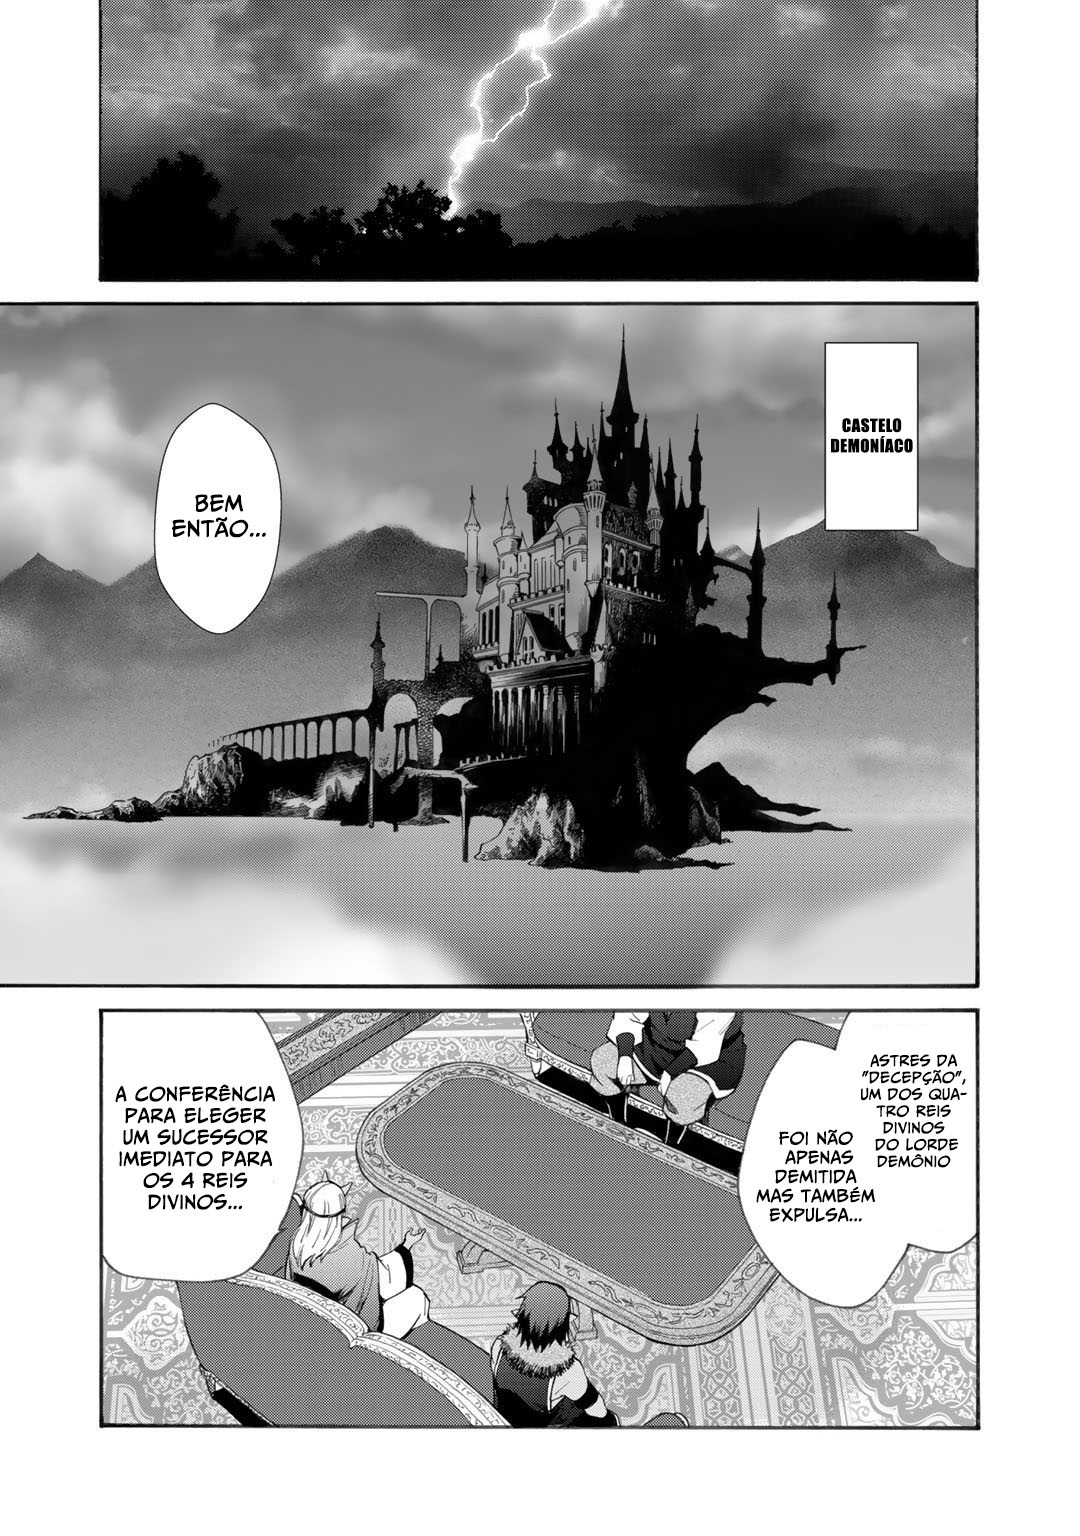 CASTELO
DEMONÍACO
BEM
ENTÃO...
ASTRES DA
"DECEPÇÃO",
UM DOS QUA-
TRO REIS
DIVINOS
DO LORDE
DEMÔNIO
FOI NÃO
APENAS
DEMITIDA
MAS TAMBÉM
EXPULSA...
A CONFERÊNCIA
PARA ELEGER
UM SUCESSOR
IMEDIATO PARA
OS 4 REIS
DIVINOS...